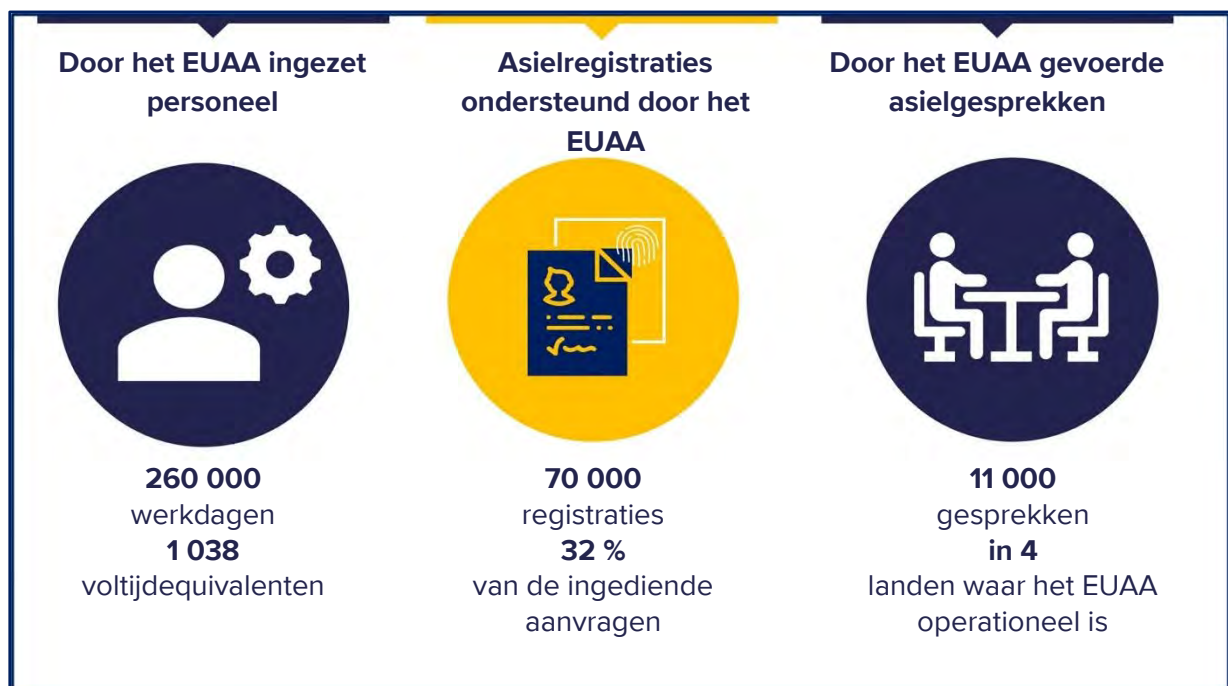 Door het EUAA ingezet
personeel
260 000
werkdagen
1 038
voltijdequivalenten
Asielregistraties
ondersteund door het
EUAA
70 000
registraties
32 %
van de ingediende
aanvragen
Door het EUAA gevoerde
asielgesprekken
11 000
gesprekken
in 4
landen waar het EUAA
operationeel is